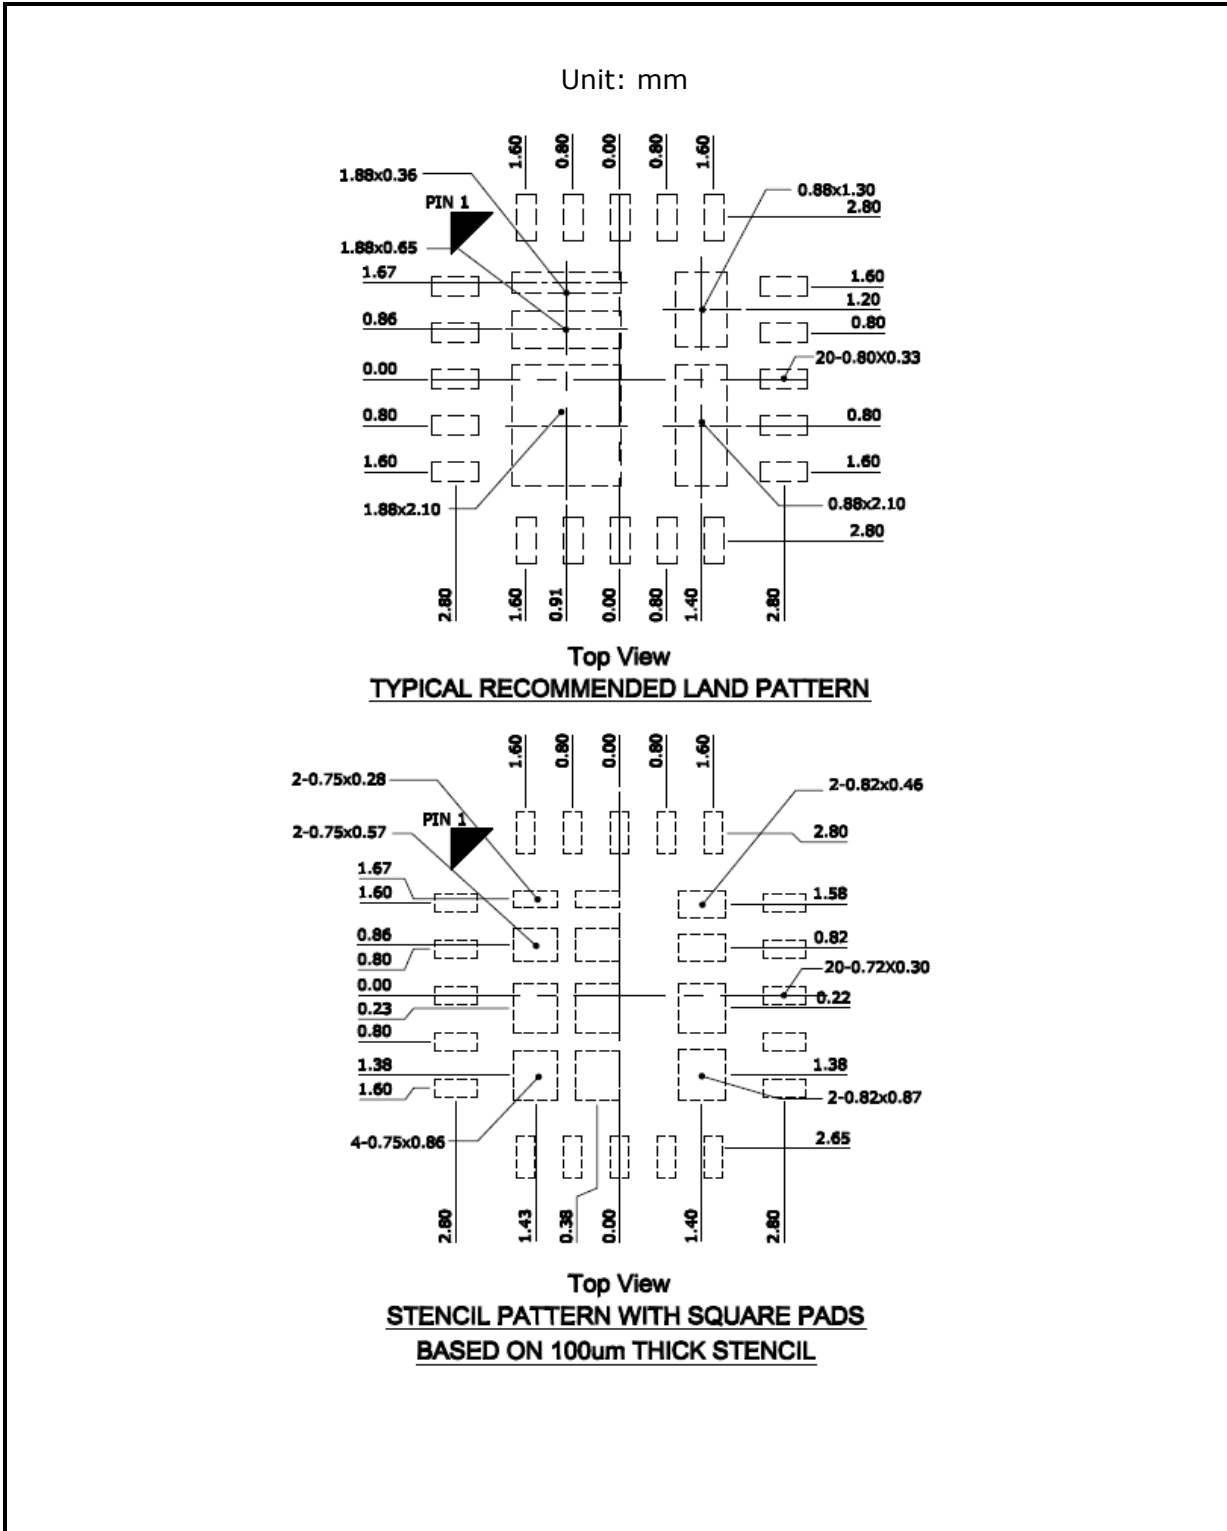 Unit: mm
1.60
0.80
0.00
0.80
1.60
1.88x0.36
0.88x1.30
PIN 1
2.80
1.88x0.65
1.67
1.60
1.20
0.86
0.80
20-0.80X0.33
0.00
0.80
0.80
1.60
1.60
1.88x2.10
0.88x2.10
2.80
2.80
1.60
0.91
0.00
0.80
1.40
2.80
Top View
TYPICAL RECOMMENDED LAND PATTERN
1.60
0.80
0.00
0.80
1.60
2-0.75x0.28
2-0.82x0.46
PIN 1
2-0.75x0.57
2.80
1.67
1.60
1.58
0.86
0.82
0.80
20-0.72X0.30
0.00
0.22
0.23
0.80
1.38
1.38
1.60
2-0.82x0.87
4-0.75x0.86
2.65
2.80
1.43
0.38
0.00
1.40
2.80
Top View
STENCIL PATTERN WITH SQUARE PADS
BASED ON 100um THICK STENCIL